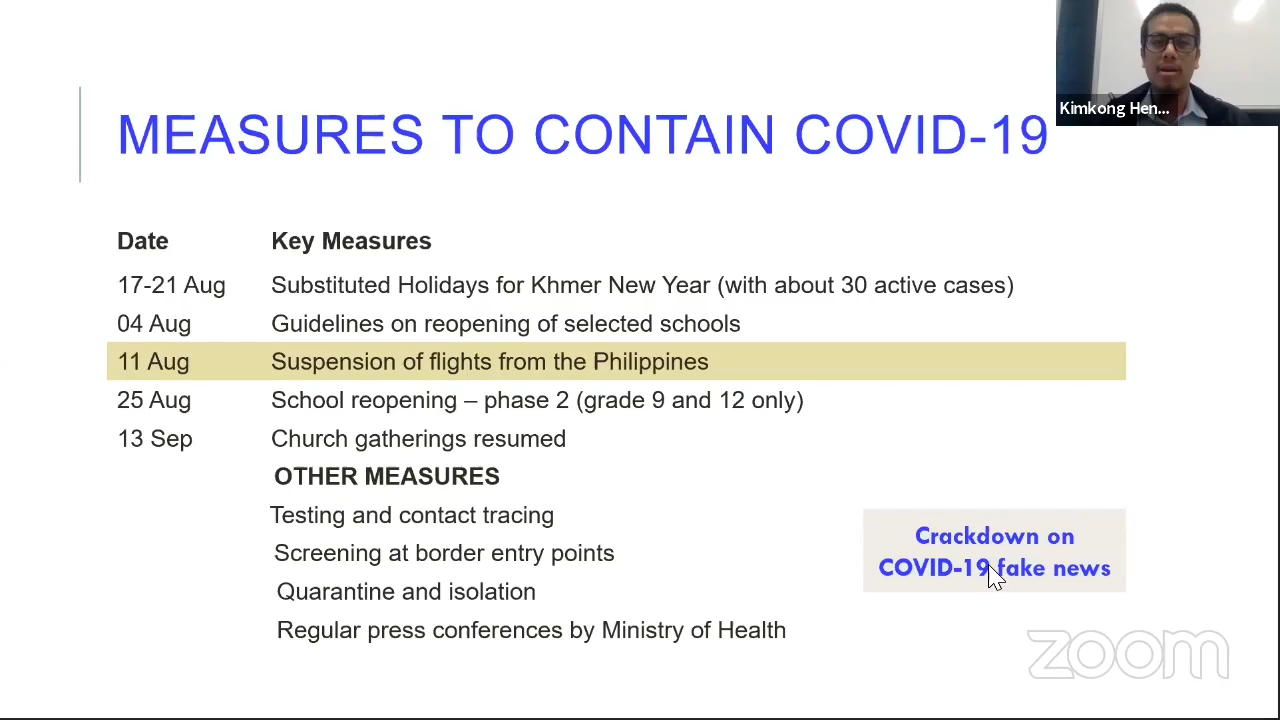 MEASURES TO CONTAIN COVID-19
Kimkong Hen...
Date Key Measures
17-21 Aug Substituted Holidays for Khmer New Year (with about 30 active cases)
04 Aug Guidelines on reopening of selected schools
11 Aug Suspension of flights from the Philippines
25 Aug School reopening – phase 2 (grade 9 and 12 only)
13 Sep Church gatherings resumed
OTHER MEASURES
Testing and contact tracing
Screening at border entry points
Quarantine and isolation
Regular press conferences by Ministry of Health
Crackdown on
COVID-19 fake news
zoom